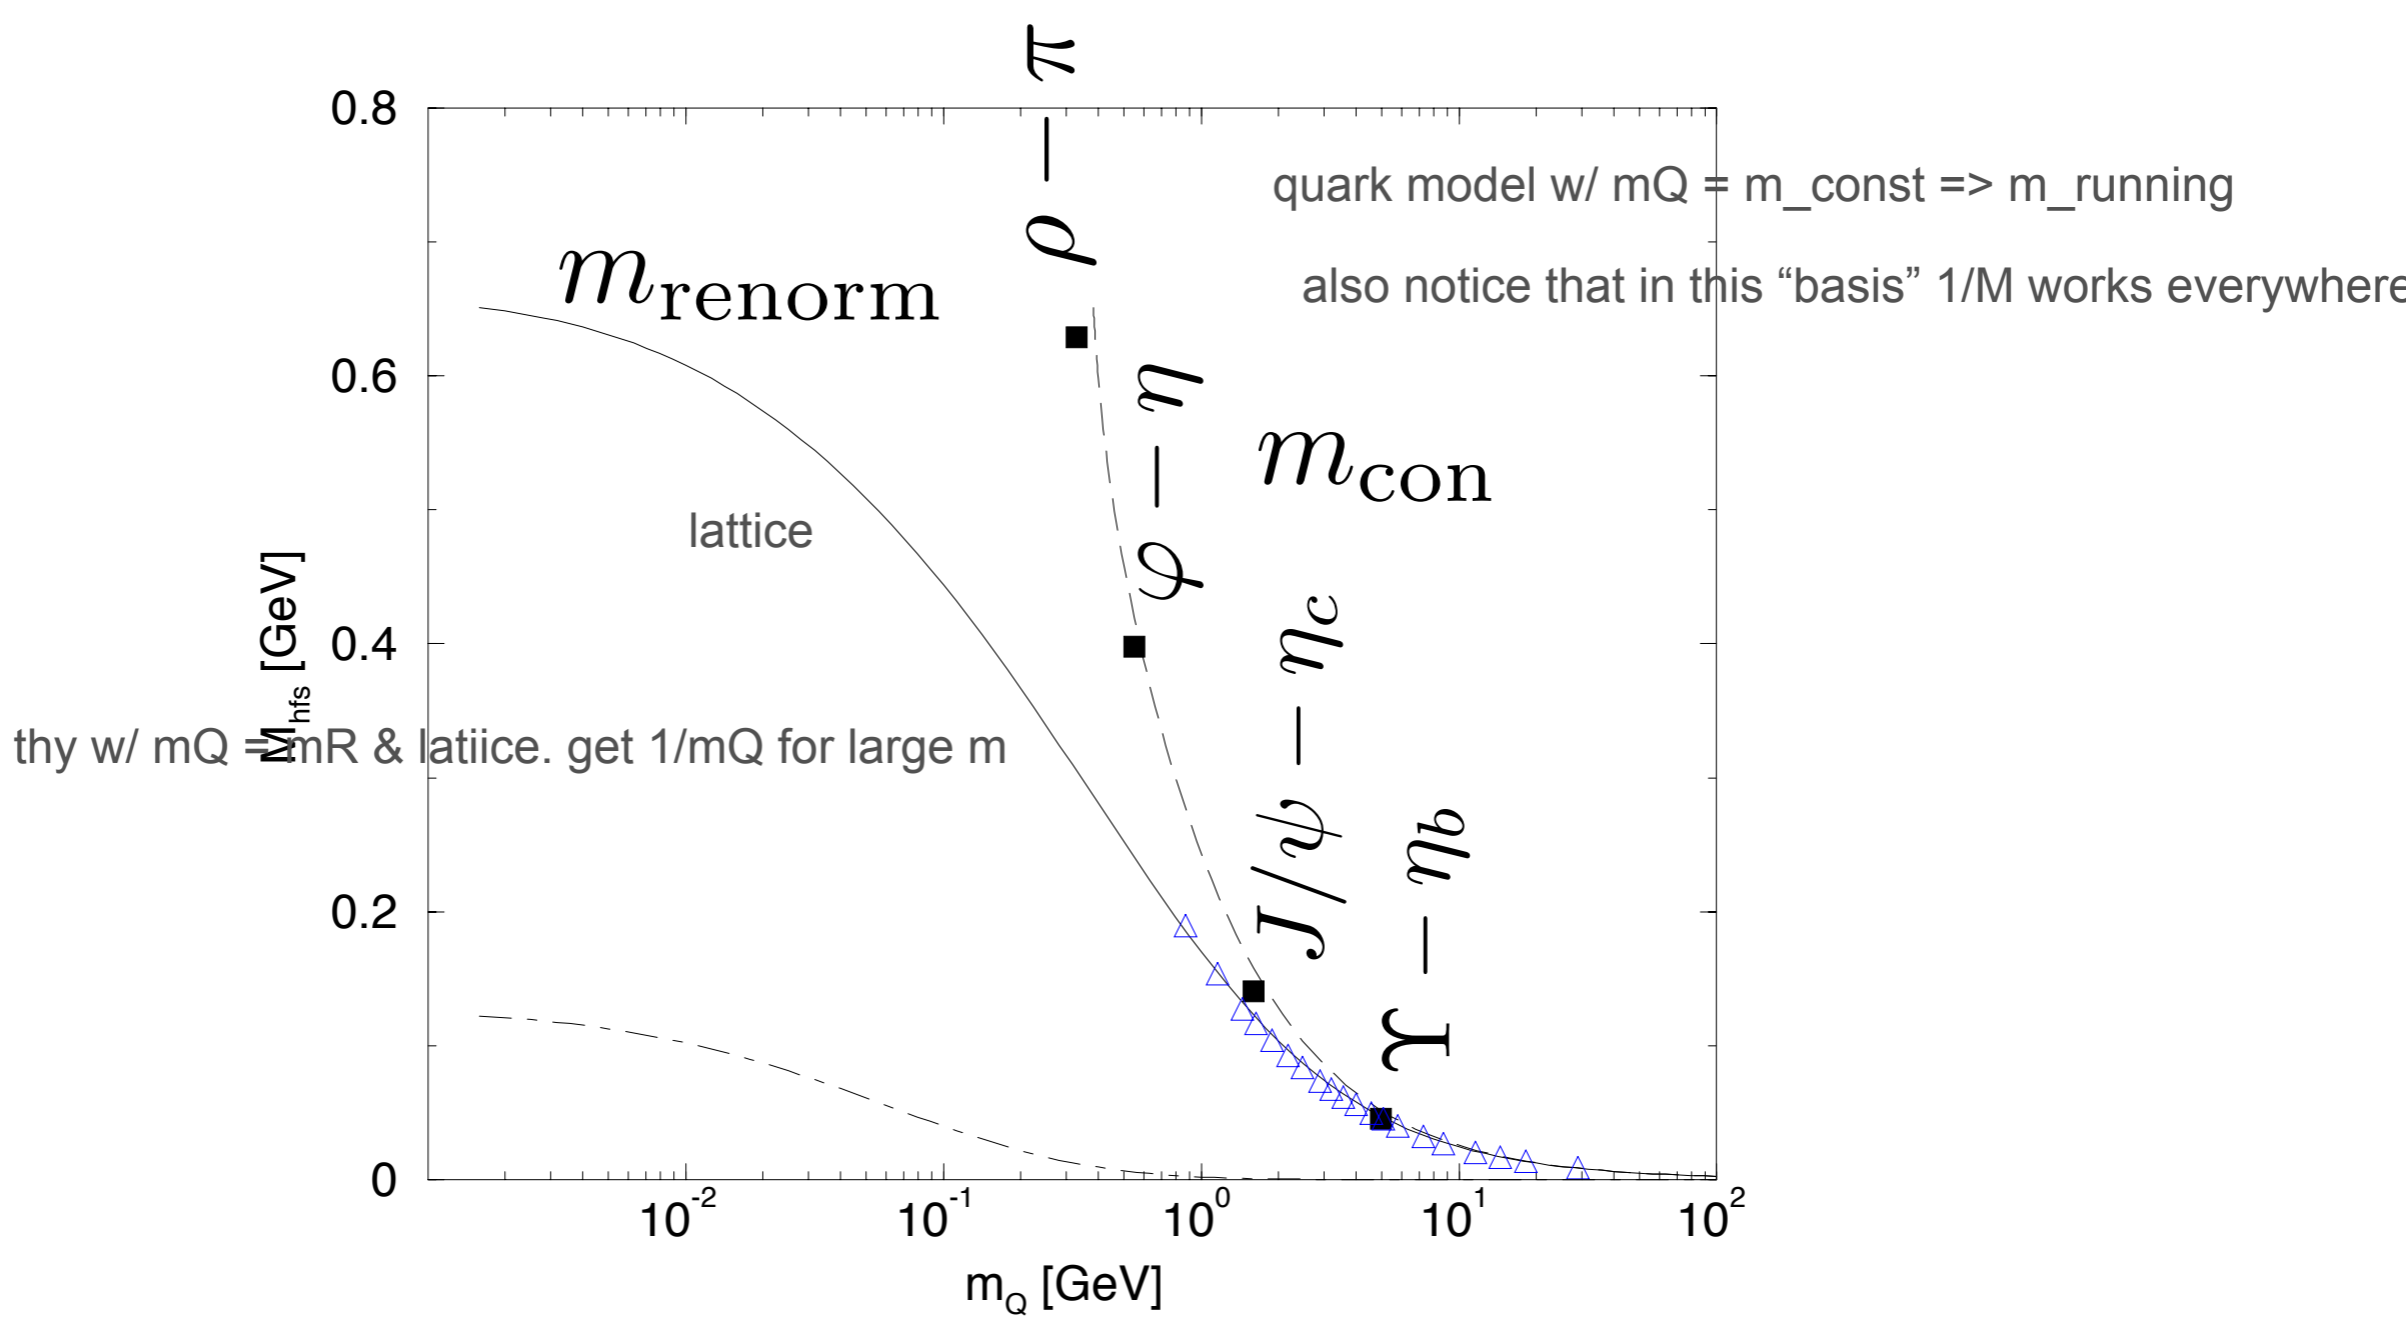 ρ − π
0.8
quark model w/ mQ = m_const => m_running
m_renorm
also notice that in this “basis” 1/M works everywhere
0.6
φ − η
m_con
lattice
M_hfs [GeV]
0.4
J/ψ − η_c
thy w/ mQ = mR & latiice. get 1/mQ for large m
ϒ − η_b
0.2
0
10^-2 10^-1 10^0 10^1 10^2
m_Q [GeV]